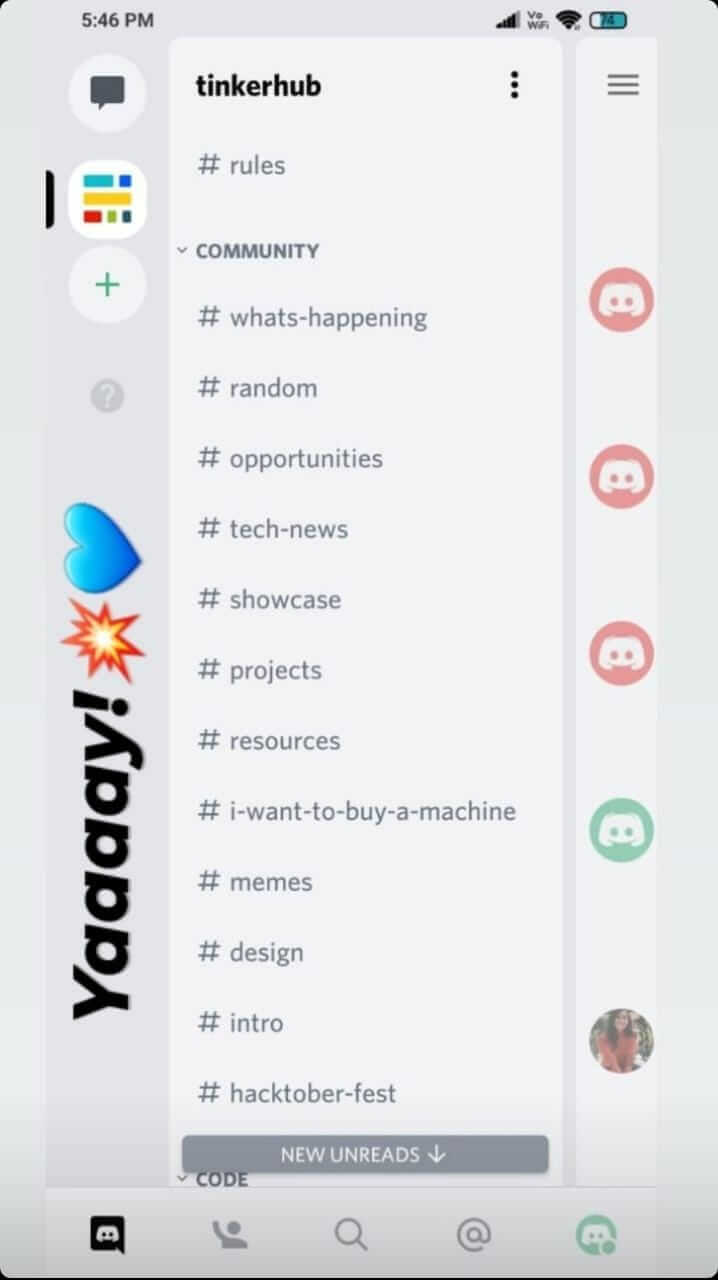 5:46 PM
Vo
WiFi
74
tinkerhub
# rules
COMMUNITY
# whats-happening
# random
# opportunities
# tech-news
# showcase
# projects
# resources
# i-want-to-buy-a-machine
# memes
# design
# intro
# hacktober-fest
NEW UNREADS ↓
CODE
Yaaaay! 💥💙